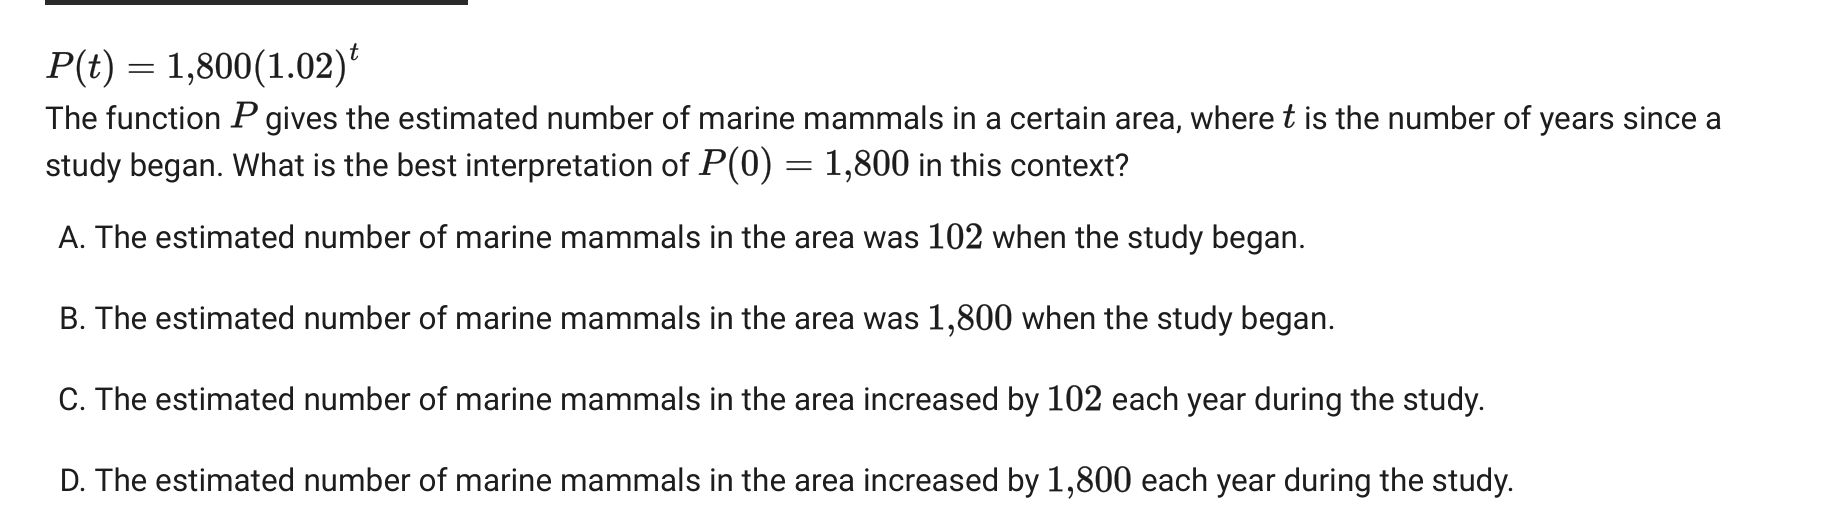 P(t) = 1,800(1.02)^t
The function P gives the estimated number of marine mammals in a certain area, where t is the number of years since a
study began. What is the best interpretation of P(0) = 1,800 in this context?
A. The estimated number of marine mammals in the area was 102 when the study began.
B. The estimated number of marine mammals in the area was 1,800 when the study began.
C. The estimated number of marine mammals in the area increased by 102 each year during the study.
D. The estimated number of marine mammals in the area increased by 1,800 each year during the study.